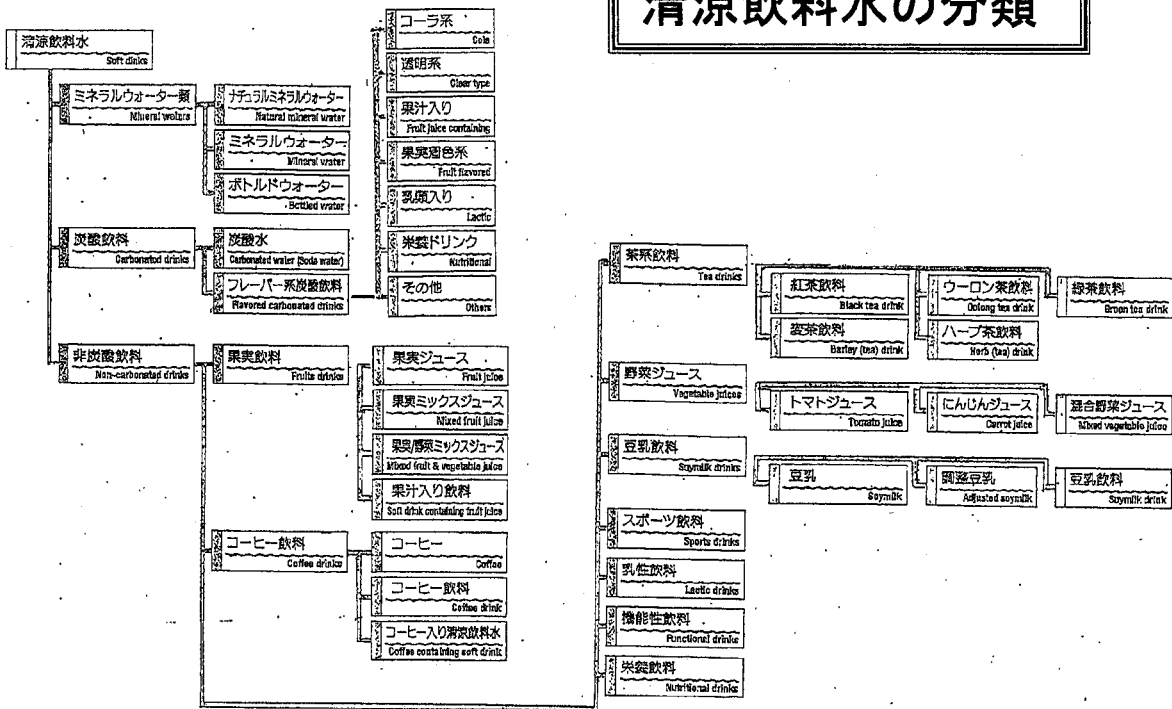 清涼飲料水の分類
清涼飲料水
Soft drinks
ミネラルウォーター類
Mineral waters
ナチュラルミネラルウォーター
Natural mineral water
ミネラルウォーター
Mineral water
ボトルドウォーター
Bottled water
炭酸飲料
Carbonated drinks
炭酸水
Carbonated water (Soda water)
フレーバー系炭酸飲料
Flavored carbonated drinks
コーラ系
Cola
透明系
Clear type
果汁入り
Fruit juice containing
果実着色系
Fruit flavored
乳類入り
Lactic
栄養ドリンク
Nutritional
その他
Others
非炭酸飲料
Non-carbonated drinks
果実飲料
Fruits drinks
果実ジュース
Fruit juice
果実ミックスジュース
Mixed fruit juice
果実/野菜ミックスジュース
Mixed fruit & vegetable juice
果汁入り飲料
Soft drink containing fruit juice
コーヒー飲料
Coffee drinks
コーヒー
Coffee
コーヒー飲料
Coffee drink
コーヒー入り清涼飲料水
Coffee containing soft drink
茶系飲料
Tea drinks
紅茶飲料
Black tea drink
ウーロン茶飲料
Oolong tea drink
緑茶飲料
Green tea drink
麦茶飲料
Barley (tea) drink
ハーブ茶飲料
Herb (tea) drink
野菜ジュース
Vegetable juices
トマトジュース
Tomato juice
にんじんジュース
Carrot juice
混合野菜ジュース
Mixed vegetable juice
豆乳飲料
Soymilk drinks
豆乳
Soymilk
調整豆乳
Adjusted soymilk
豆乳飲料
Soymilk drink
スポーツ飲料
Sports drinks
乳性飲料
Lactic drinks
機能性飲料
Functional drinks
栄養飲料
Nutritional drinks